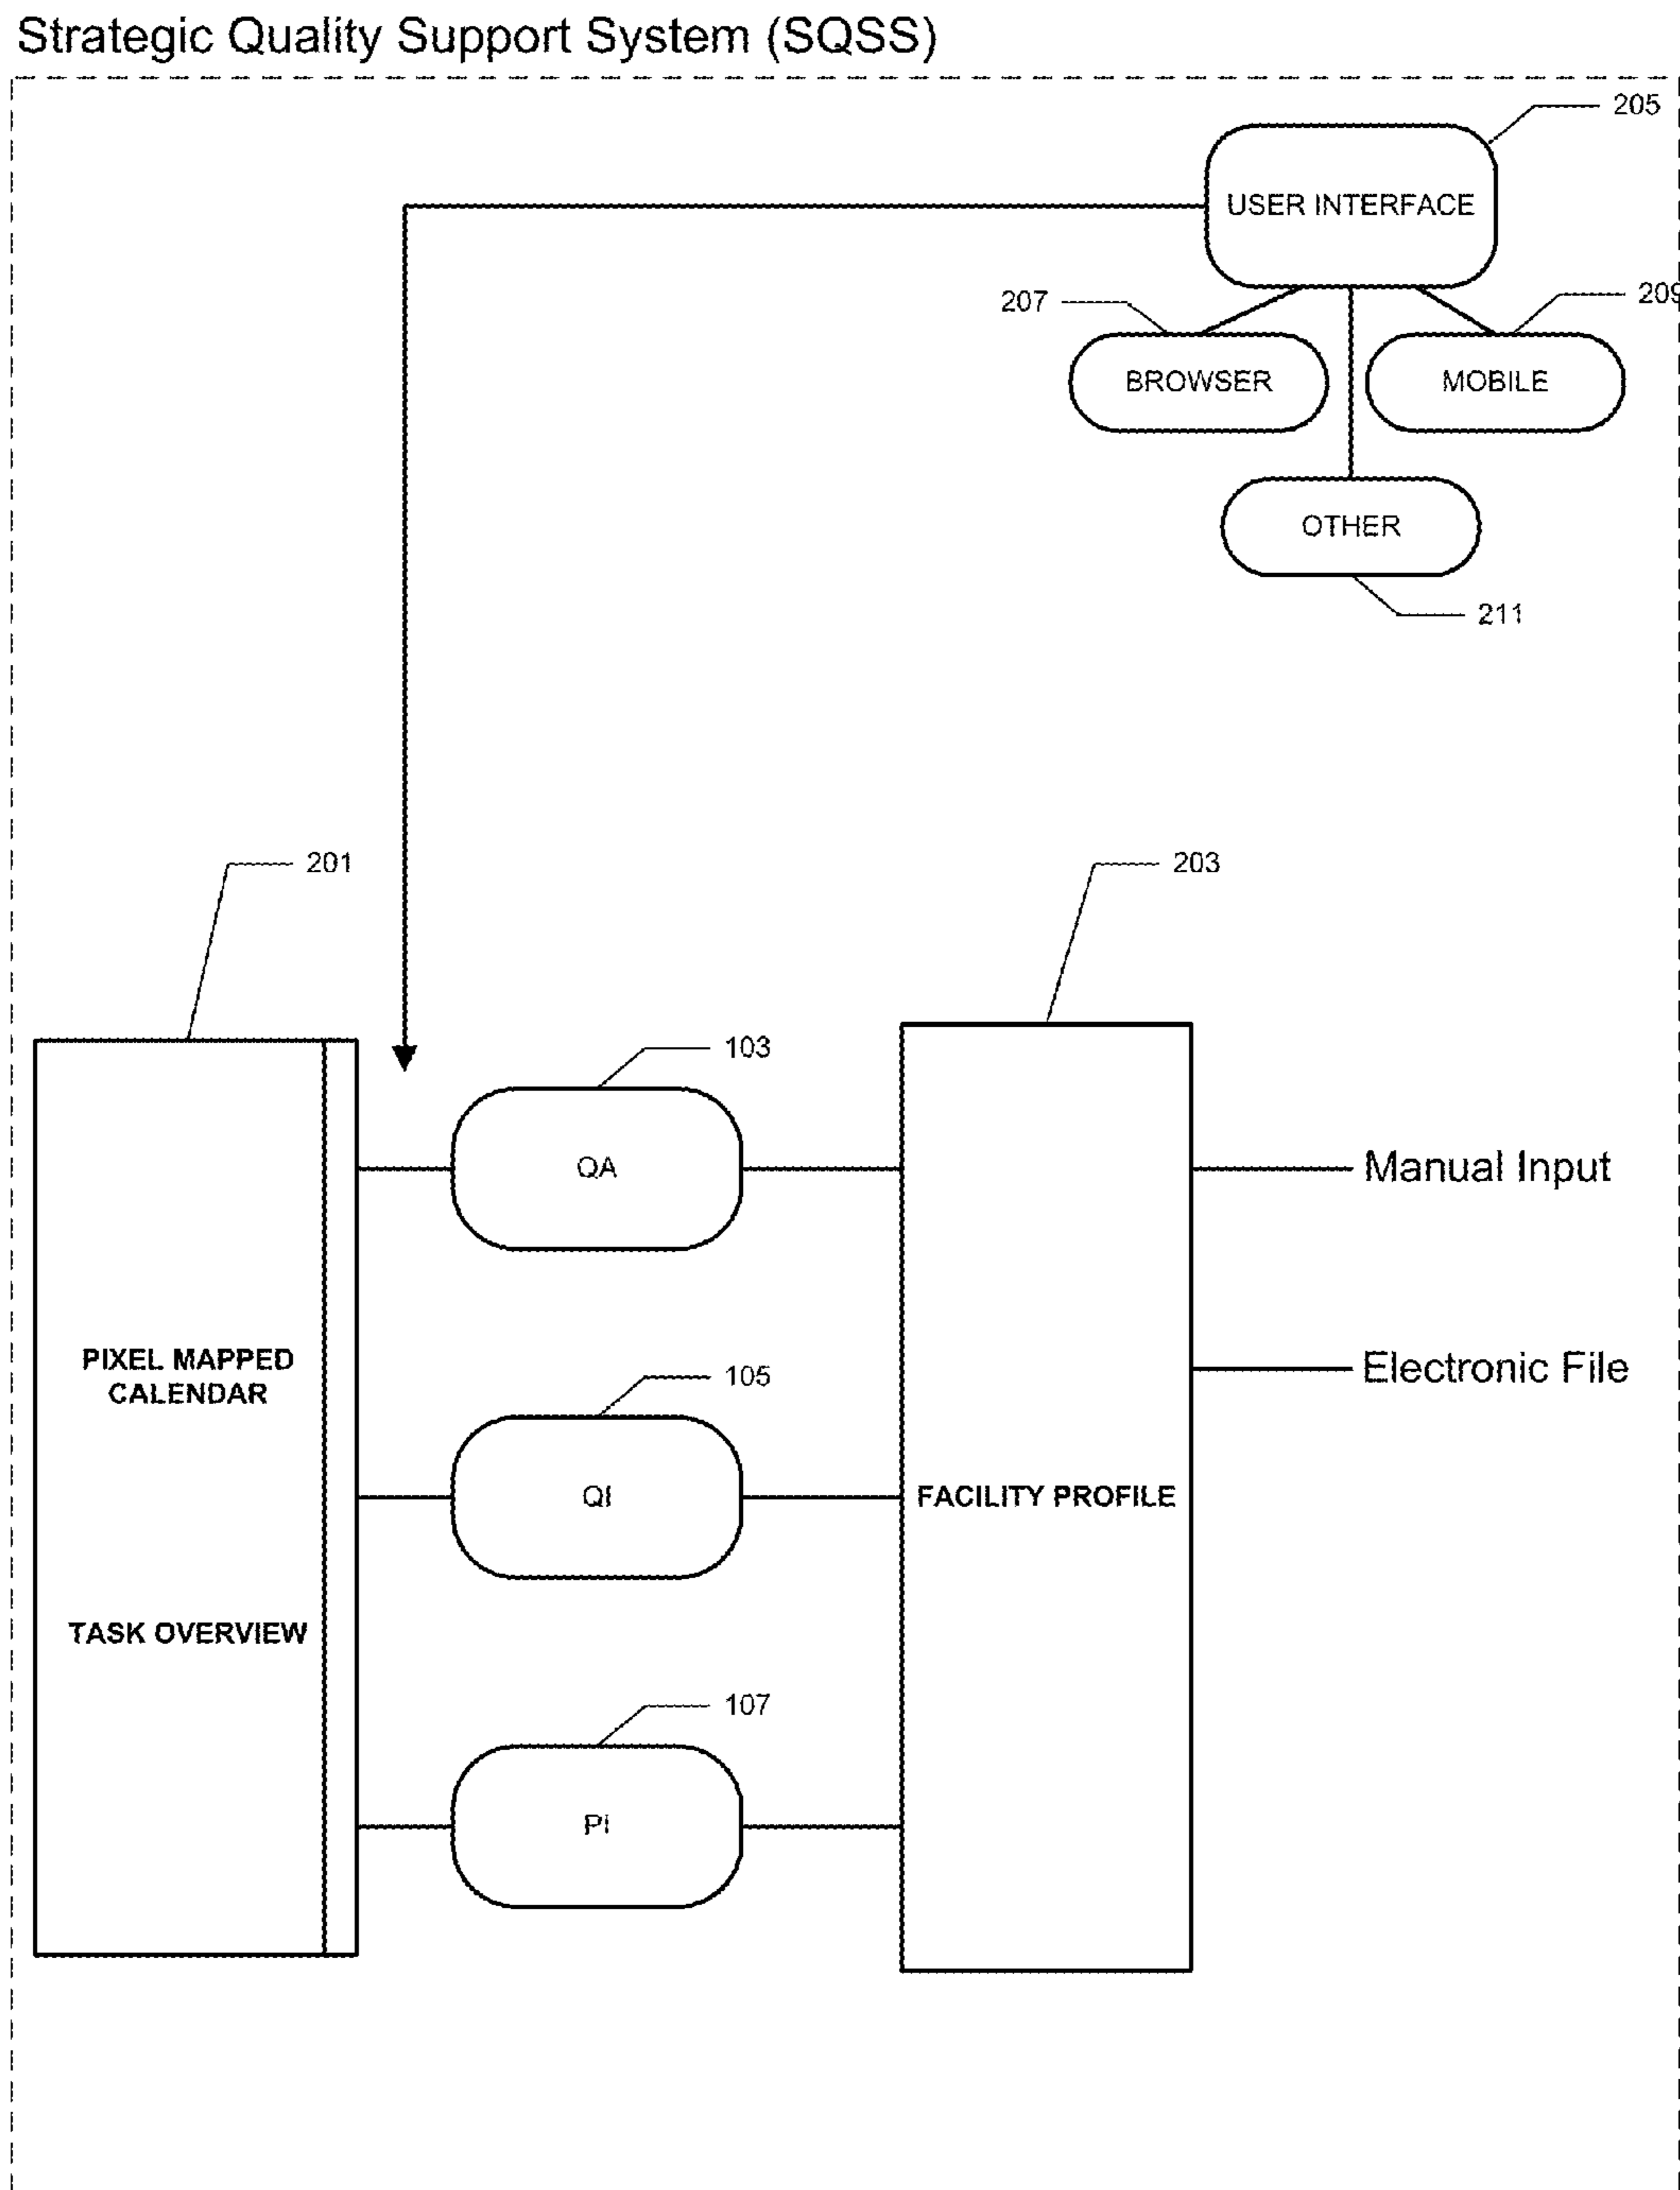 Strategic Quality Support System (SQSS)
205
USER INTERFACE
207
209
BROWSER
MOBILE
OTHER
211
201
203
103
QA
Manual Input
PIXEL MAPPED
CALENDAR
Electronic File
105
QI
FACILITY PROFILE
TASK OVERVIEW
107
PI